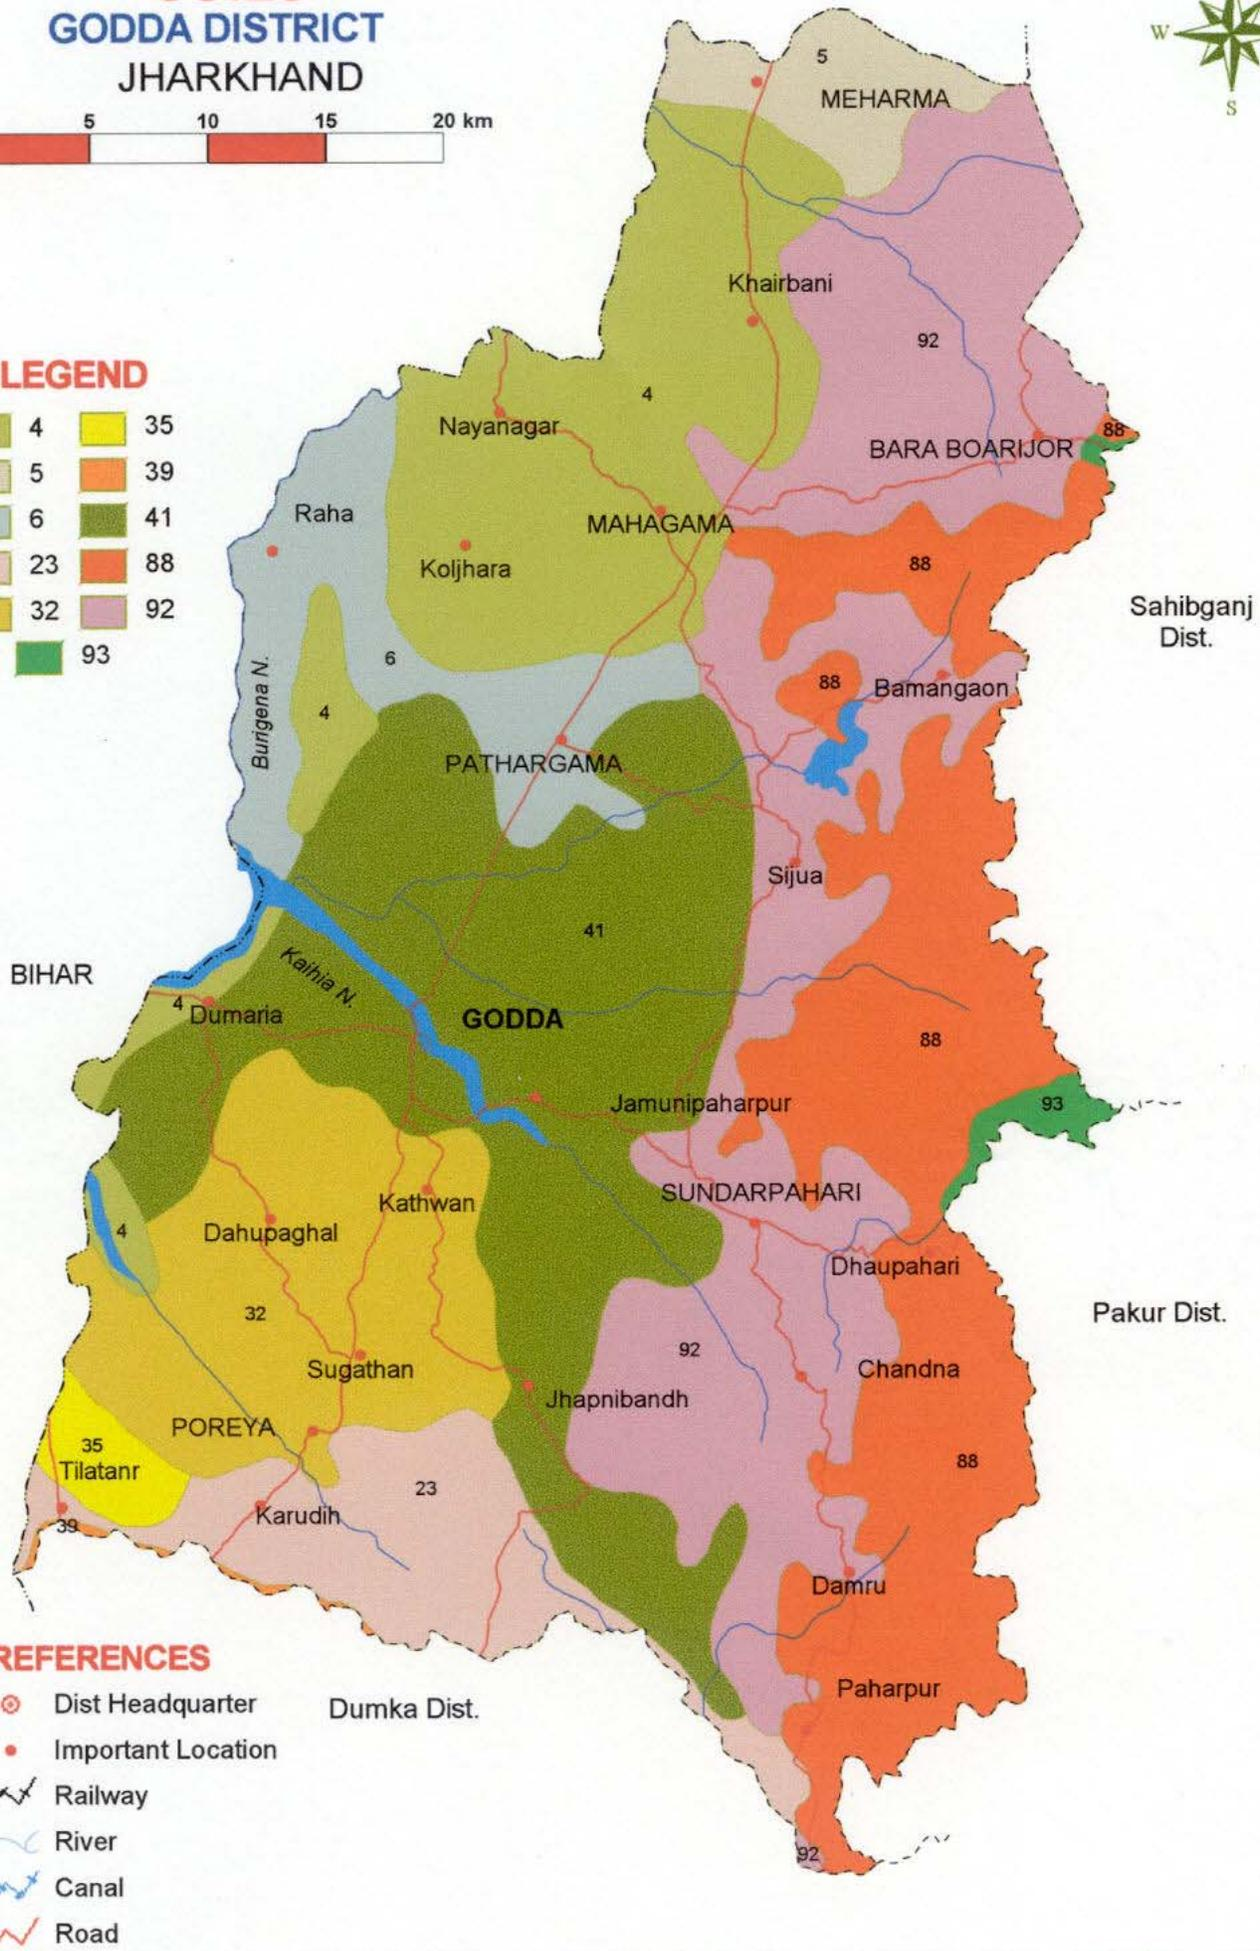 GODDA DISTRICT
JHARKHAND
5 10 15 20 km
W
S
5
MEHARMA
Khairbani
92
4
LEGEND
4 35
5 39
6 41
23 88
32 92
93
Nayanagar
88
BARA BOARIJOR
Raha
MAHAGAMA
Koljhara
88
Sahibganj
Dist.
6
Burigena N.
4
88
Bamangaon
PATHARGAMA
Sijua
41
BIHAR
Kaihia N.
4
Dumaria
GODDA
88
Jamunipaharpur
93
SUNDARPAHARI
Kathwan
4
Dahupaghal
Dhaupahari
32
Pakur Dist.
92
Sugathan
Chandna
Jhapnibandh
POREYA
35
Tilatanr
88
23
Karudih
39
Damru
REFERENCES
Dist Headquarter
Dumka Dist.
Paharpur
Important Location
Railway
River
Canal
92
Road